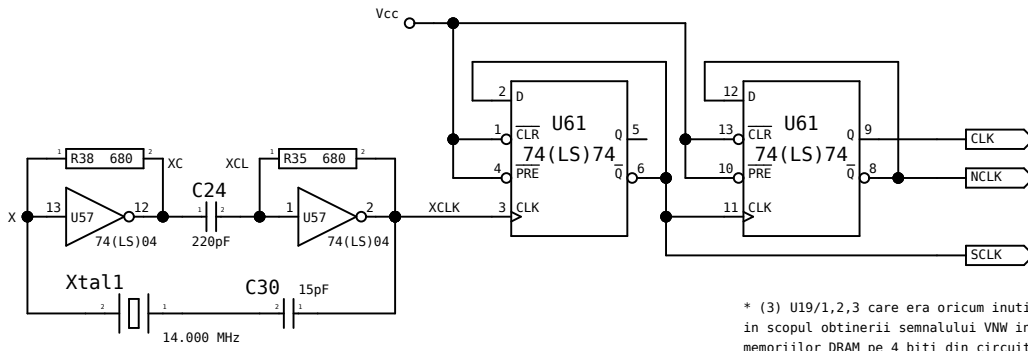 Vcc
2 D
U61
1 CLR Q 5
74(LS)74
4 PRE Q 6
3 CLK
12 D
U61
13 CLR Q 9
74(LS)74
10 PRE Q 8
11 CLK
CLK
NCLK
SCLK
1 R38 680 2
XC
XCL
1 R35 680 2
C24
X
13 U57 12
1 2
1 U57 2
XCLK
74(LS)04
220pF
74(LS)04
Xtal1
C30 15pF
2 1
2 1
14.000 MHz
* (3) U19/1,2,3 care era oricum inuti
in scopul obtinerii semnalului VNW in
memoriilor DRAM pe 4 biti din circuit